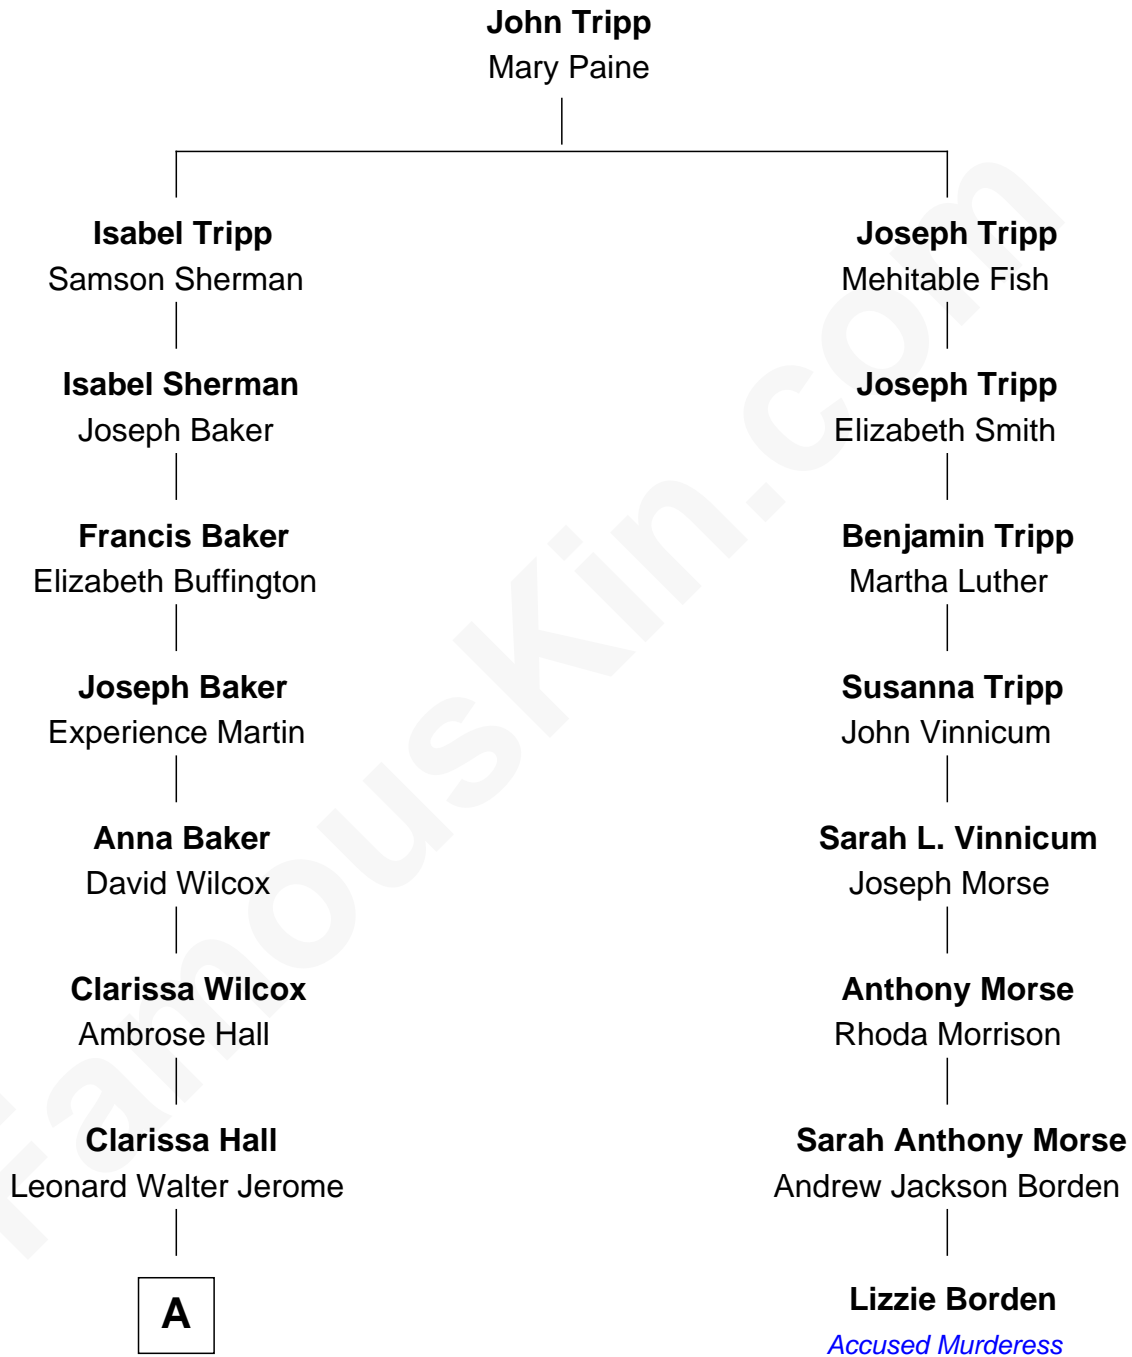 John Tripp
Mary Paine
Isabel Tripp
Samson Sherman
Isabel Sherman
Joseph Baker
Francis Baker
Elizabeth Buffington
Joseph Baker
Experience Martin
Anna Baker
David Wilcox
Clarissa Wilcox
Ambrose Hall
Clarissa Hall
Leonard Walter Jerome
A
Joseph Tripp
Mehitable Fish
Joseph Tripp
Elizabeth Smith
Benjamin Tripp
Martha Luther
Susanna Tripp
John Vinnicum
Sarah L. Vinnicum
Joseph Morse
Anthony Morse
Rhoda Morrison
Sarah Anthony Morse
Andrew Jackson Borden
Lizzie Borden
Accused Murderess
FamousKin.com